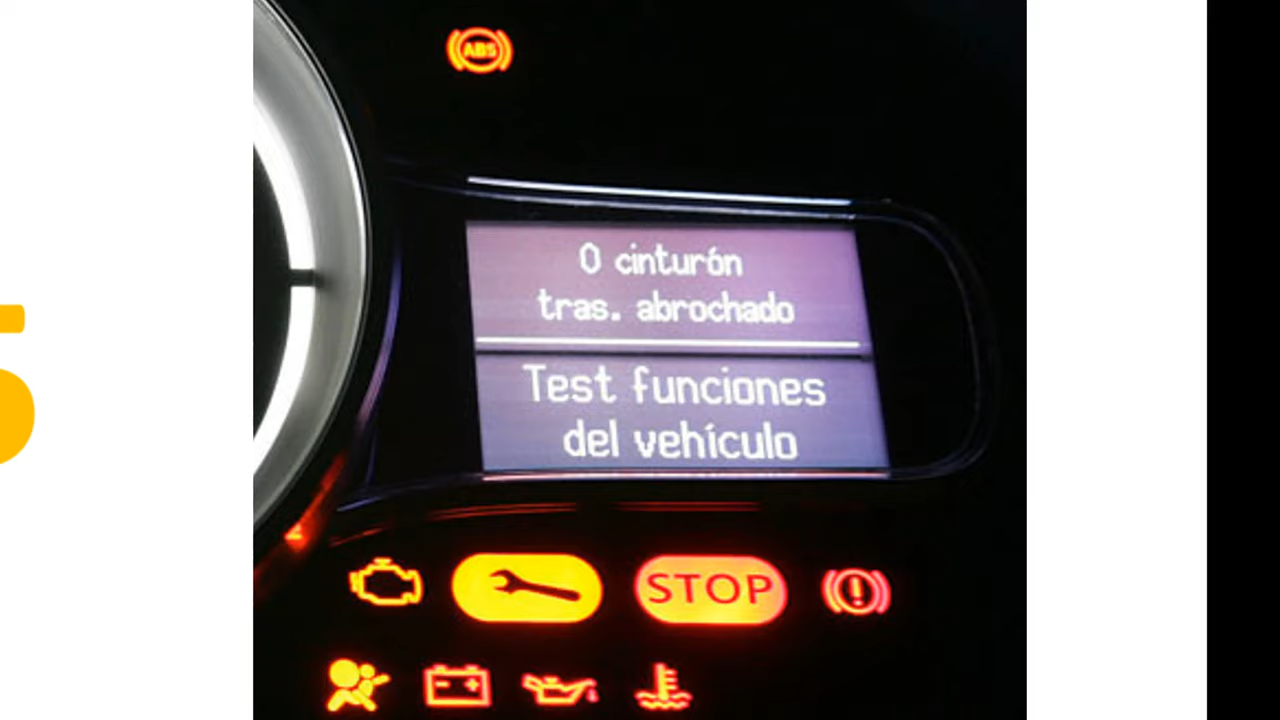 ABS
0 cinturón
tras. abrochado
Test funciones
del vehículo
STOP